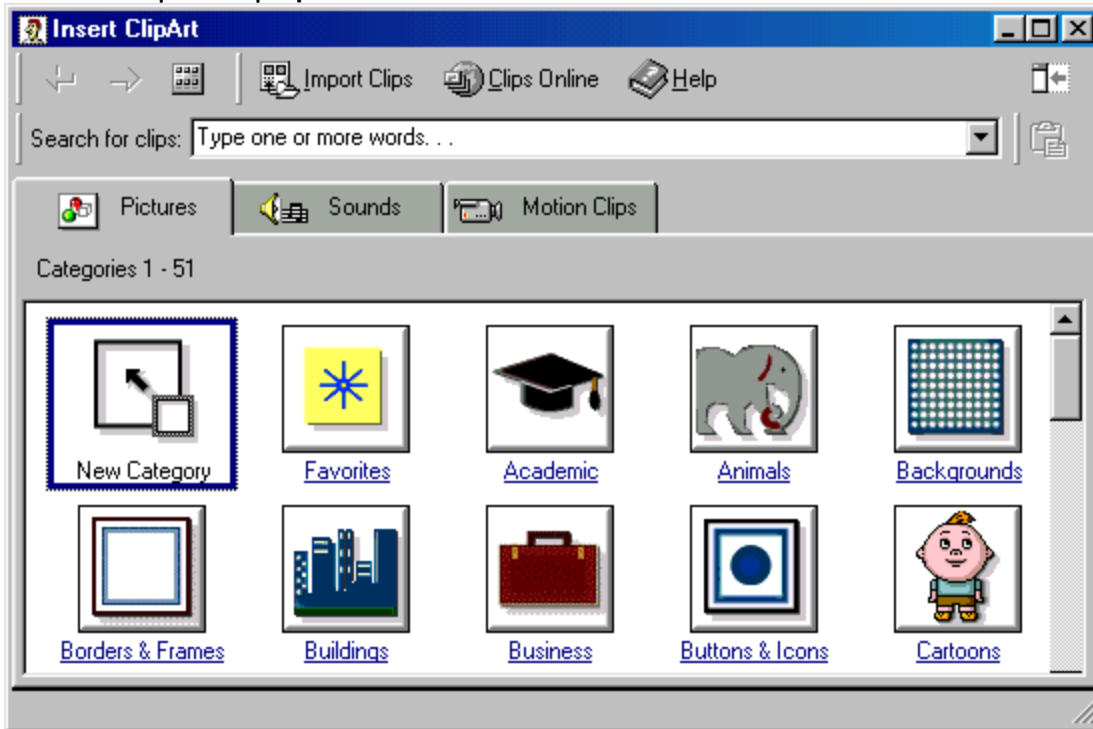 Insert ClipArt
Import Clips Clips Online Help
Search for clips: Type one or more words. . .
Pictures Sounds Motion Clips
Categories 1 - 51
New Category Favorites Academic Animals Backgrounds
Borders & Frames Buildings Business Buttons & Icons Cartoons